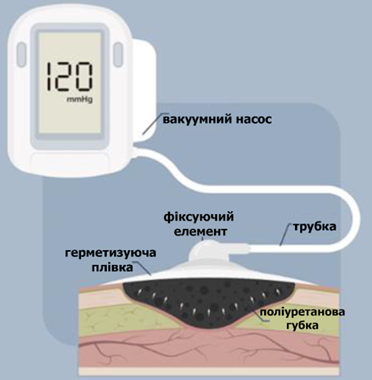 120
mmHg
вакуумний насос
фіксуючий
елемент
трубка
герметизуюча
плівка
поліуретанова
губка